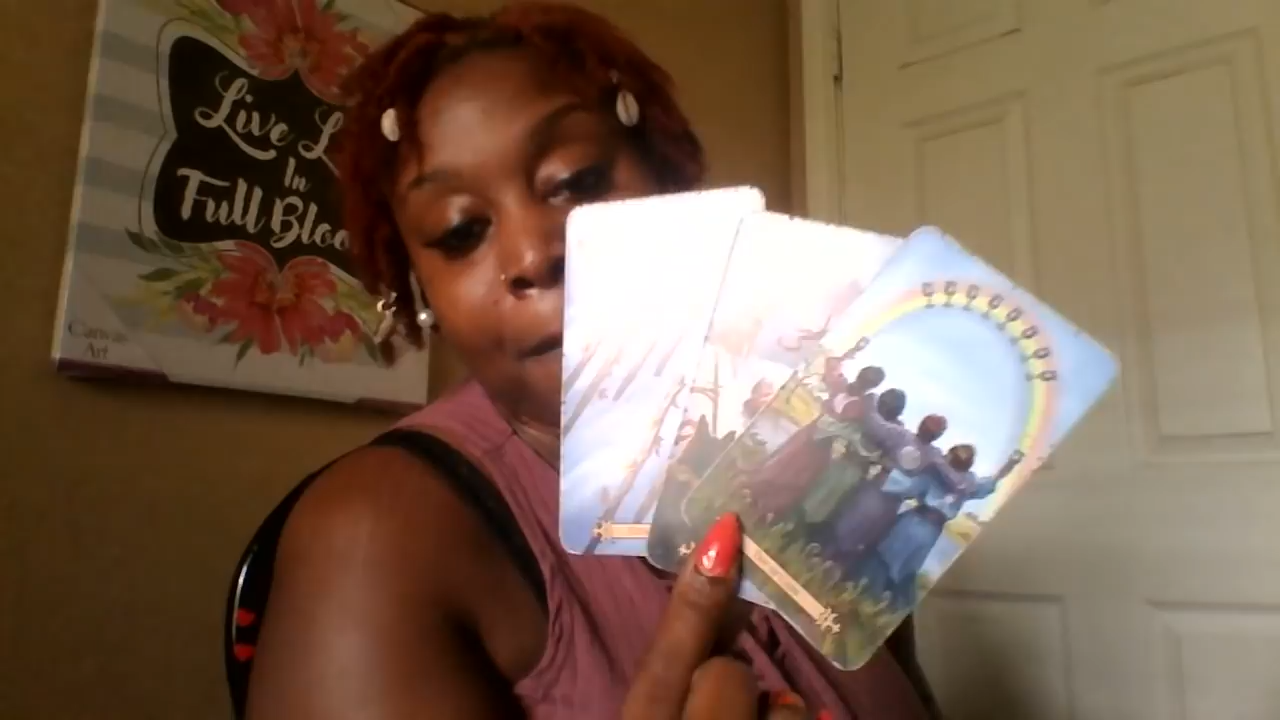 Live L
In
Full Bloo
Canvas
Art